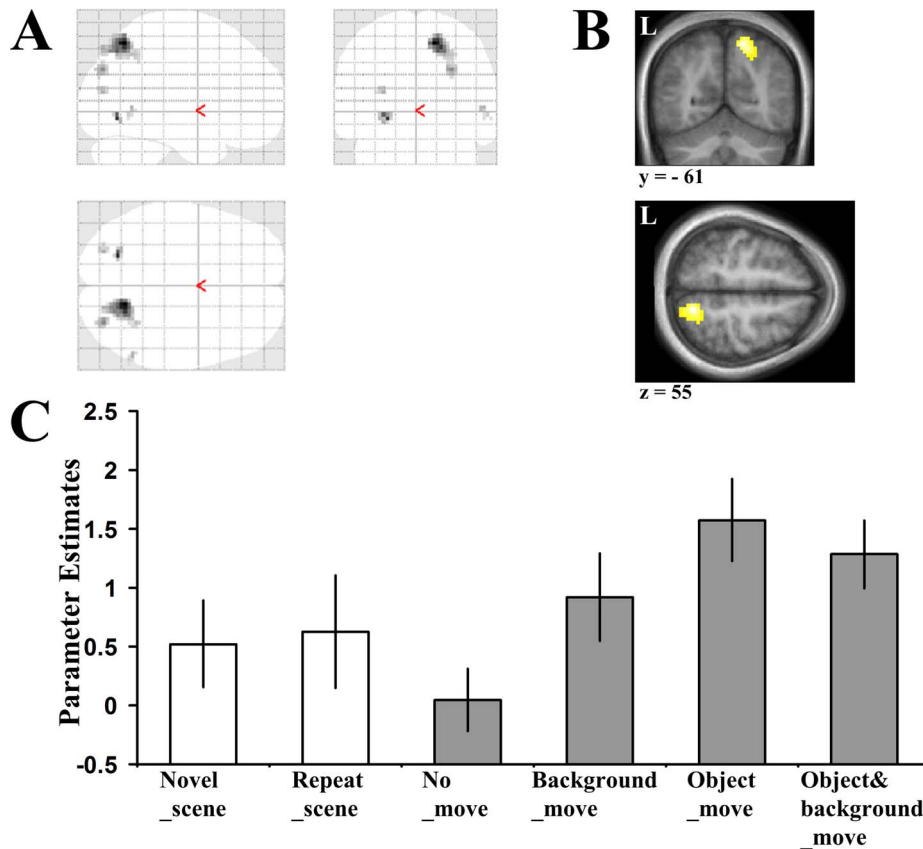 A
B
L
y = - 61
L
z = 55
C
Parameter Estimates
2.5
2
1.5
1
0.5
0
-0.5
Novel
_scene
Repeat
_scene
No
_move
Background
_move
Object
_move
Object&
background
_move